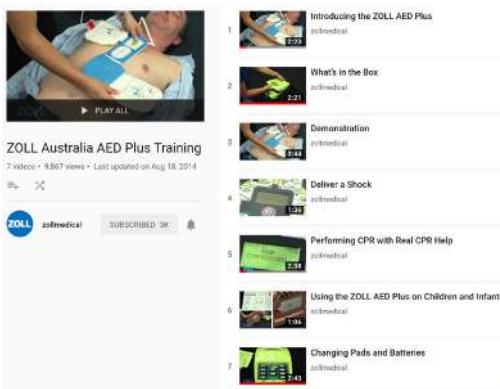 PLAY ALL
ZOLL Australia AED Plus Training
7 videos • 9,867 views • Last updated on Aug 18, 2014
ZOLL
zollmedical
SUBSCRIBED 3K
1
2:23
Introducing the ZOLL AED Plus
zollmedical
2
2:21
What's in the Box
zollmedical
3
3:44
Demonstration
zollmedical
4
1:36
Deliver a Shock
zollmedical
5
2:38
Performing CPR with Real CPR Help
zollmedical
6
1:06
Using the ZOLL AED Plus on Children and Infant
zollmedical
7
2:43
Changing Pads and Batteries
zollmedical